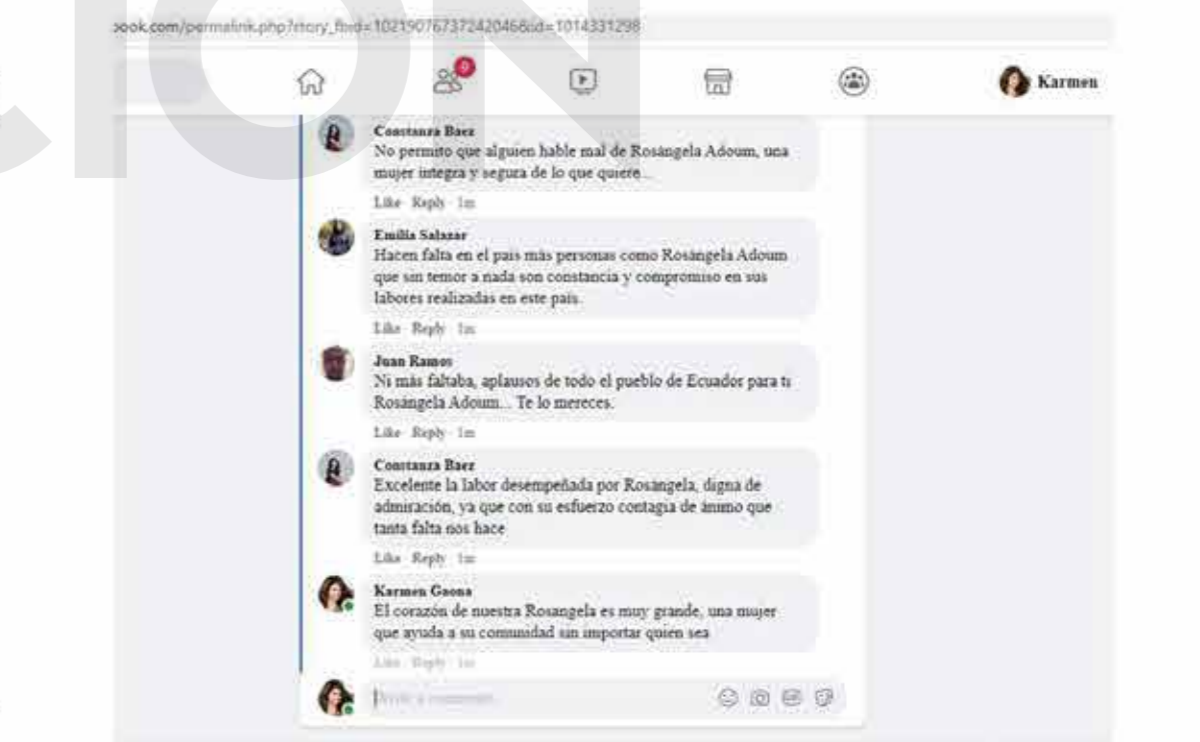 ook.com/permalink.php?story_fbid=10219076737242046&id=1014331298
CION
9
Karmen
Constanza Baez
No permito que alguien hable mal de Rosángela Adoum, una
mujer integra y segura de lo que quiere...
Like · Reply · 1m
Emilia Salazar
Hacen falta en el país más personas como Rosángela Adoum
que sin temor a nada son constancia y compromiso en sus
labores realizadas en este país.
Like · Reply · 1m
Juan Ramos
Ni más faltaba, aplausos de todo el pueblo de Ecuador para ti
Rosángela Adoum... Te lo mereces.
Like · Reply · 1m
Constanza Baez
Excelente la labor desempeñada por Rosángela, digna de
admiración, ya que con su esfuerzo contagia de ánimo que
tanta falta nos hace
Like · Reply · 1m
Karmen Gaona
El corazón de nuestra Rosangela es muy grande, una mujer
que ayuda a su comunidad sin importar quien sea
Like · Reply · 1m
Write a comment...
GIF